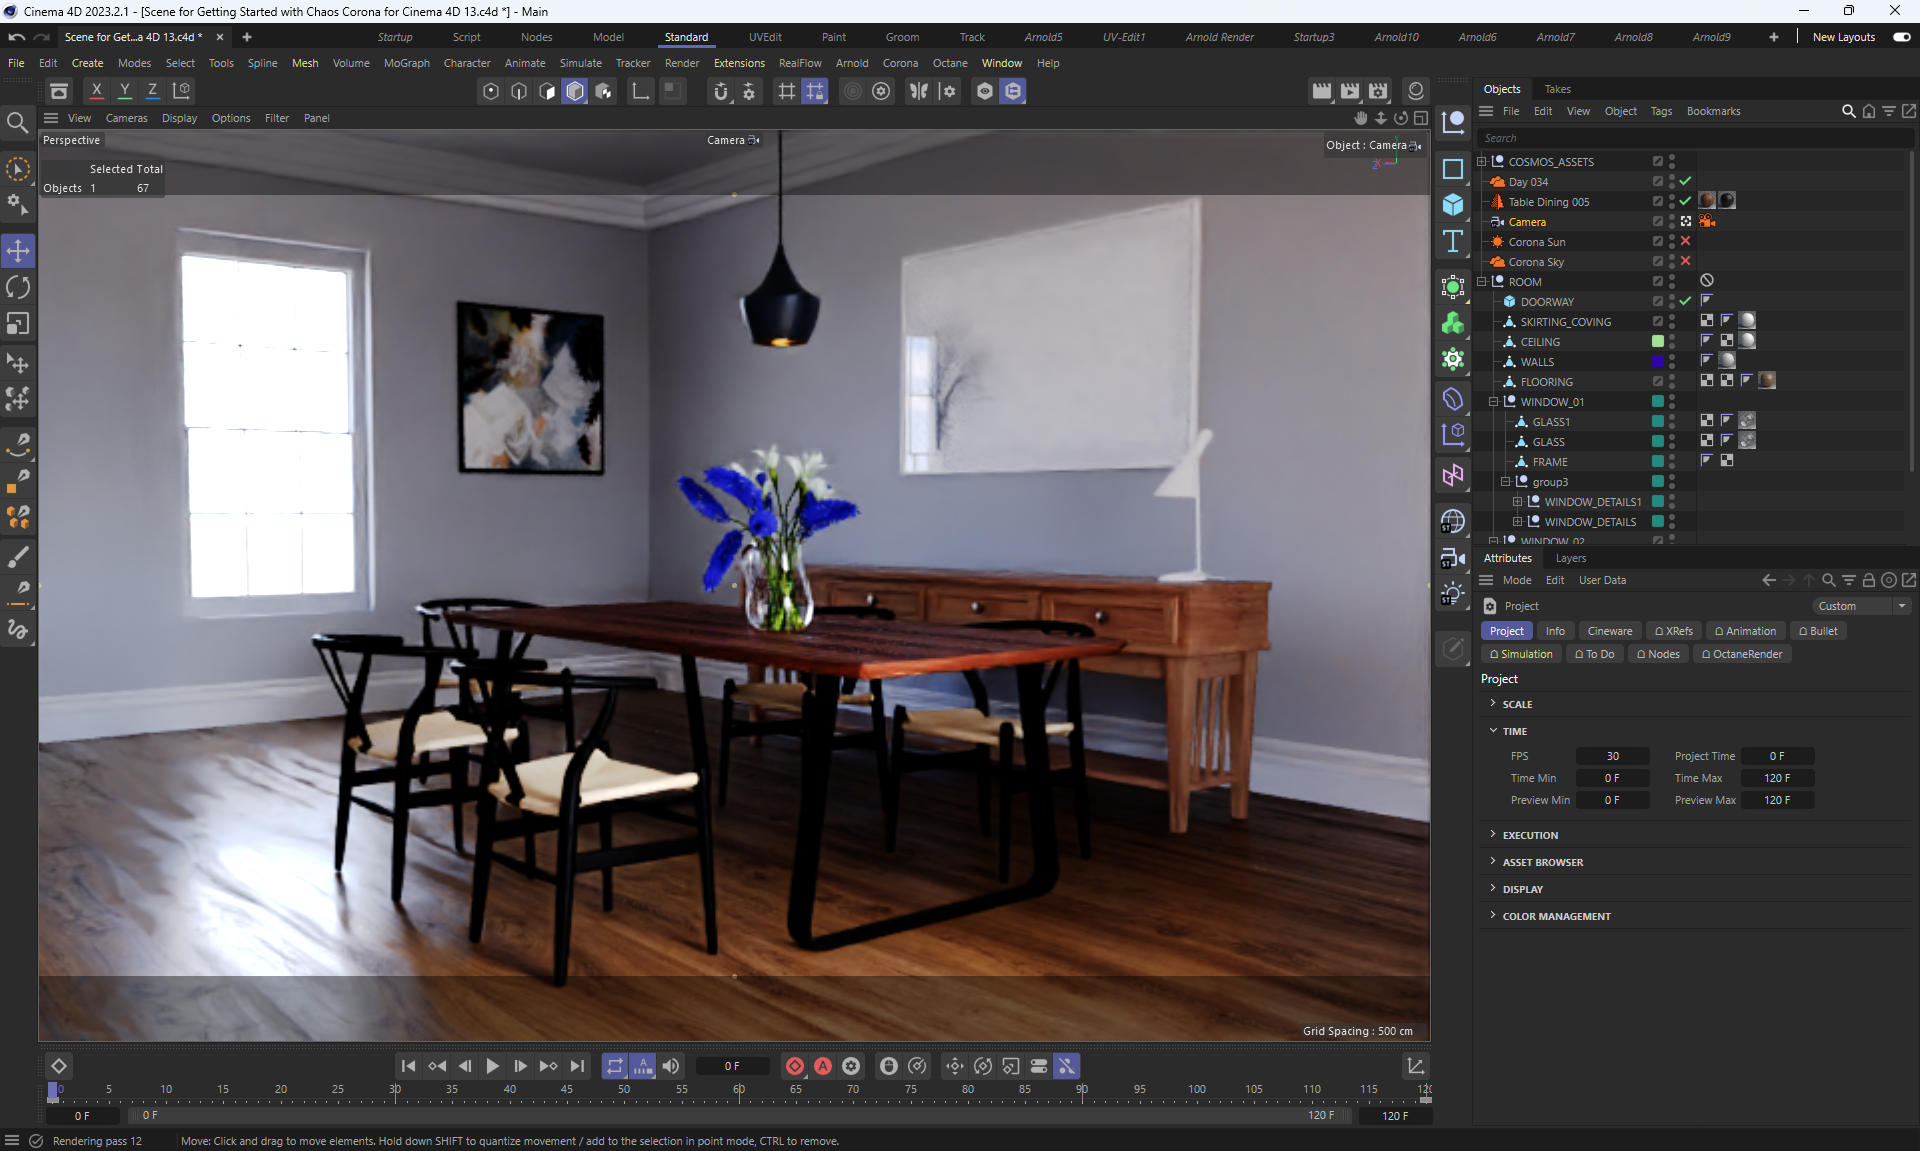 Cinema 4D 2023.2.1 - [Scene for Getting Started with Chaos Corona for Cinema 4D 13.c4d *] - Main
Scene for Get...a 4D 13.c4d *
Startup Script Nodes Model Standard UVEdit Paint Groom Track Arnold5 UV-Edit1 Arnold Render Startup3 Arnold10 Arnold6 Arnold7 Arnold8 Arnold9 New Layouts
File Edit Create Modes Select Tools Spline Mesh Volume MoGraph Character Animate Simulate Tracker Render Extensions RealFlow Arnold Corona Octane Window Help
X Y Z
View Cameras Display Options Filter Panel
Perspective
Camera
Object : Camera
Selected Total
Objects 1 67
Grid Spacing : 500 cm
Objects Takes
File Edit View Object Tags Bookmarks
Search
COSMOS_ASSETS
Day 034
Table Dining 005
Camera
Corona Sun
Corona Sky
ROOM
DOORWAY
SKIRTING_COVING
CEILING
WALLS
FLOORING
WINDOW_01
GLASS1
GLASS
FRAME
group3
WINDOW_DETAILS1
WINDOW_DETAILS
WINDOW_02
ST
ST
ST
Attributes Layers
Mode Edit User Data
Project Custom
Project Info Cineware XRefs Animation Bullet
Simulation To Do Nodes OctaneRender
Project
SCALE
TIME
FPS 30 Project Time 0 F
Time Min 0 F Time Max 120 F
Preview Min 0 F Preview Max 120 F
EXECUTION
ASSET BROWSER
DISPLAY
COLOR MANAGEMENT
0 F
0 5 10 15 20 25 30 35 40 45 50 55 60 65 70 75 80 85 90 95 100 105 110 115 120
0 F 0 F 120 F 120 F
Rendering pass 12 Move: Click and drag to move elements. Hold down SHIFT to quantize movement / add to the selection in point mode, CTRL to remove.